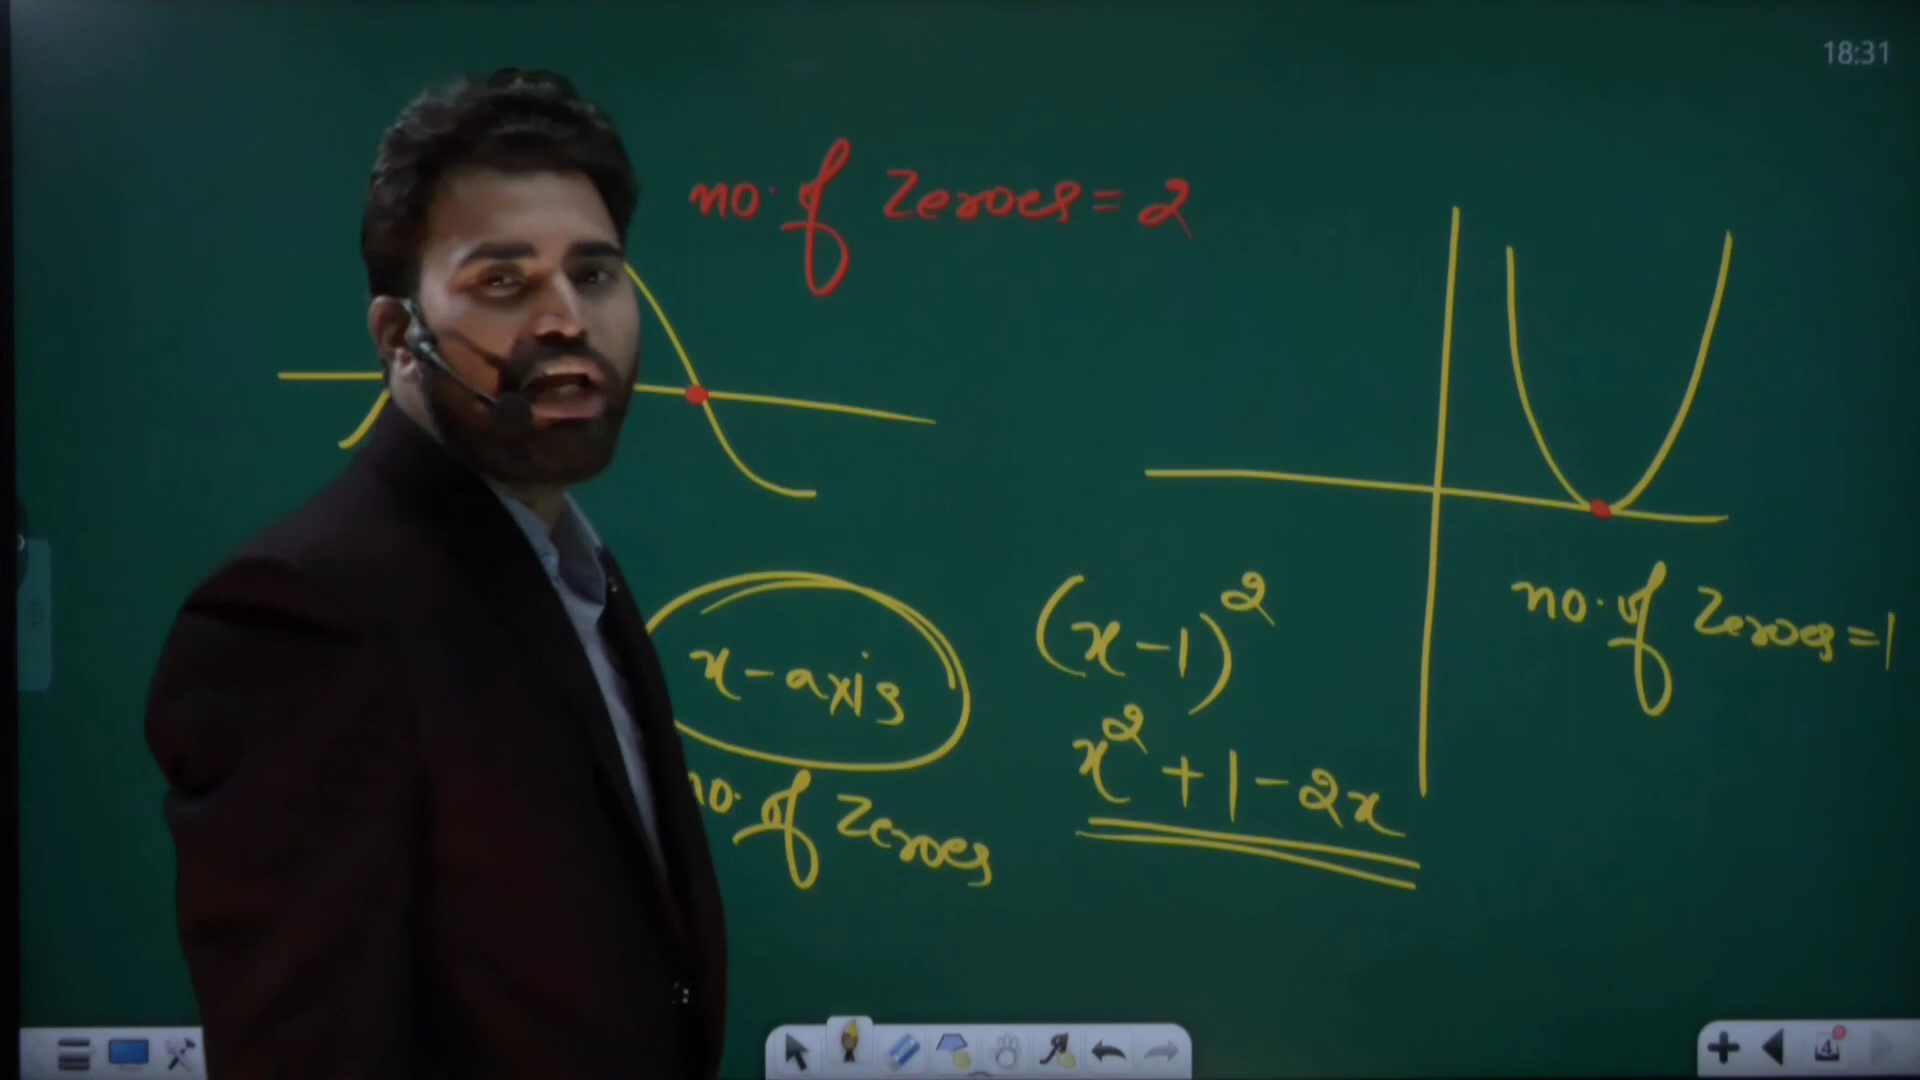 18:31
no. of Zeroes = 2
x-axis
no. of Zeroes
(x-1)²
x² + 1 - 2x
no. of Zeroes = 1
4